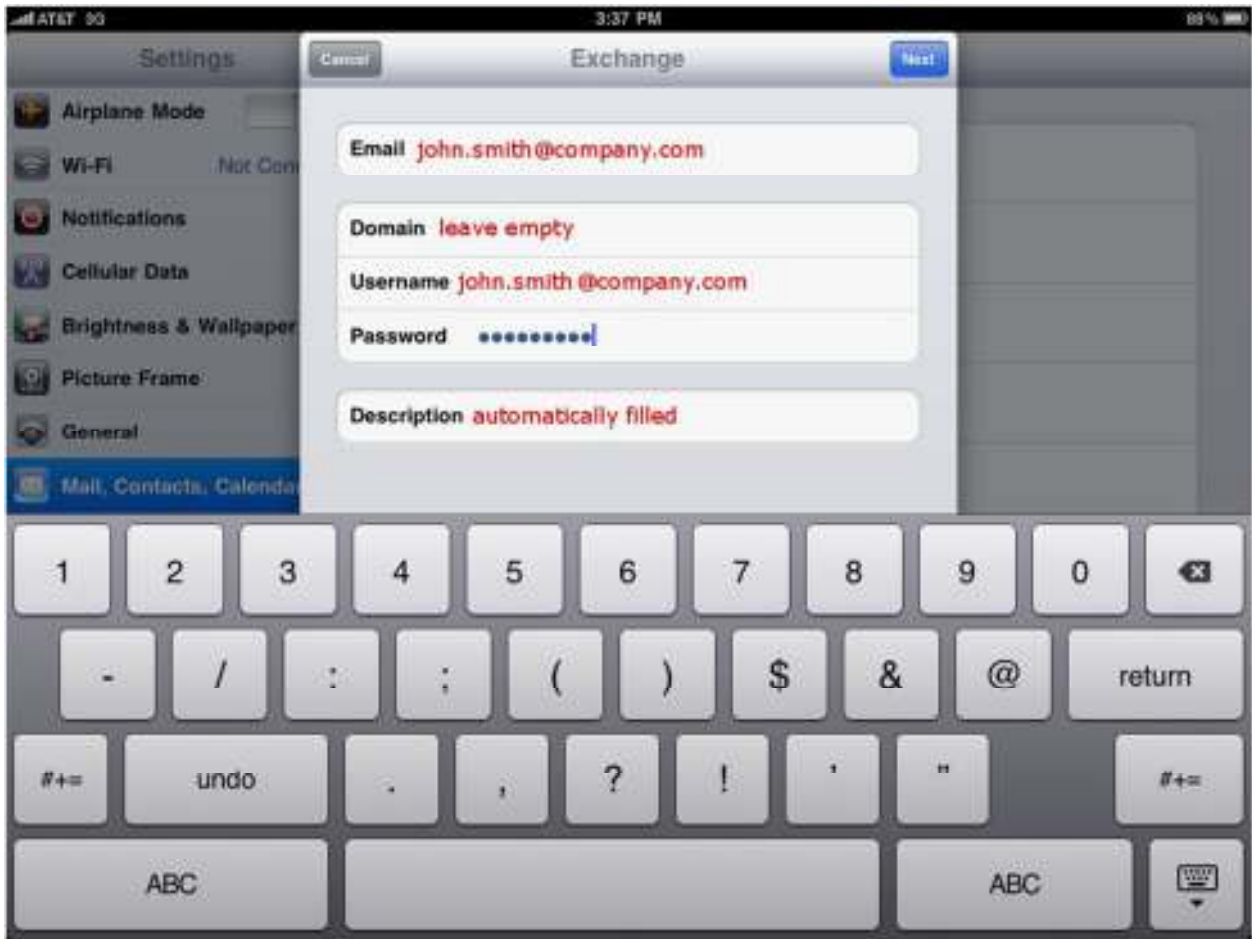 AT&T 3G 3:37 PM 88%
Settings
Cancel Exchange Next
Airplane Mode
Email john.smith@company.com
Wi-Fi Not Con
Notifications
Domain leave empty
Cellular Data
Username john.smith @company.com
Brightness & Wallpaper
Password
Picture Frame
Description automatically filled
General
Mail, Contacts, Calenda
1 2 3 4 5 6 7 8 9 0
- / : ; ( ) $ & @ return
#+= undo . , ? ! ' " #+=
ABC ABC